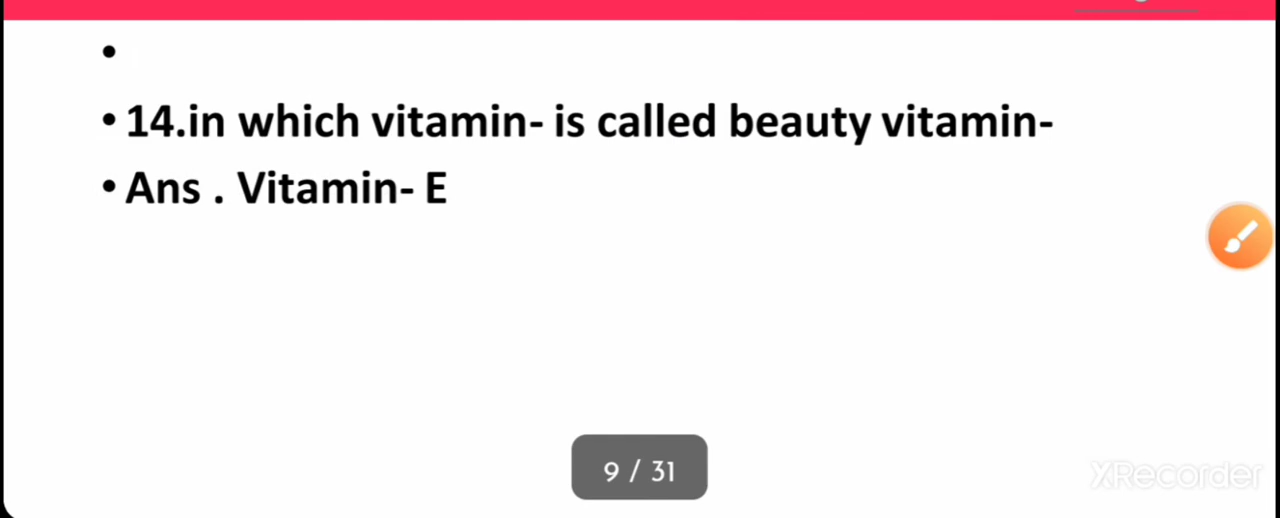 •
• 14.in which vitamin- is called beauty vitamin-
• Ans . Vitamin- E
9 / 31
XRecorder